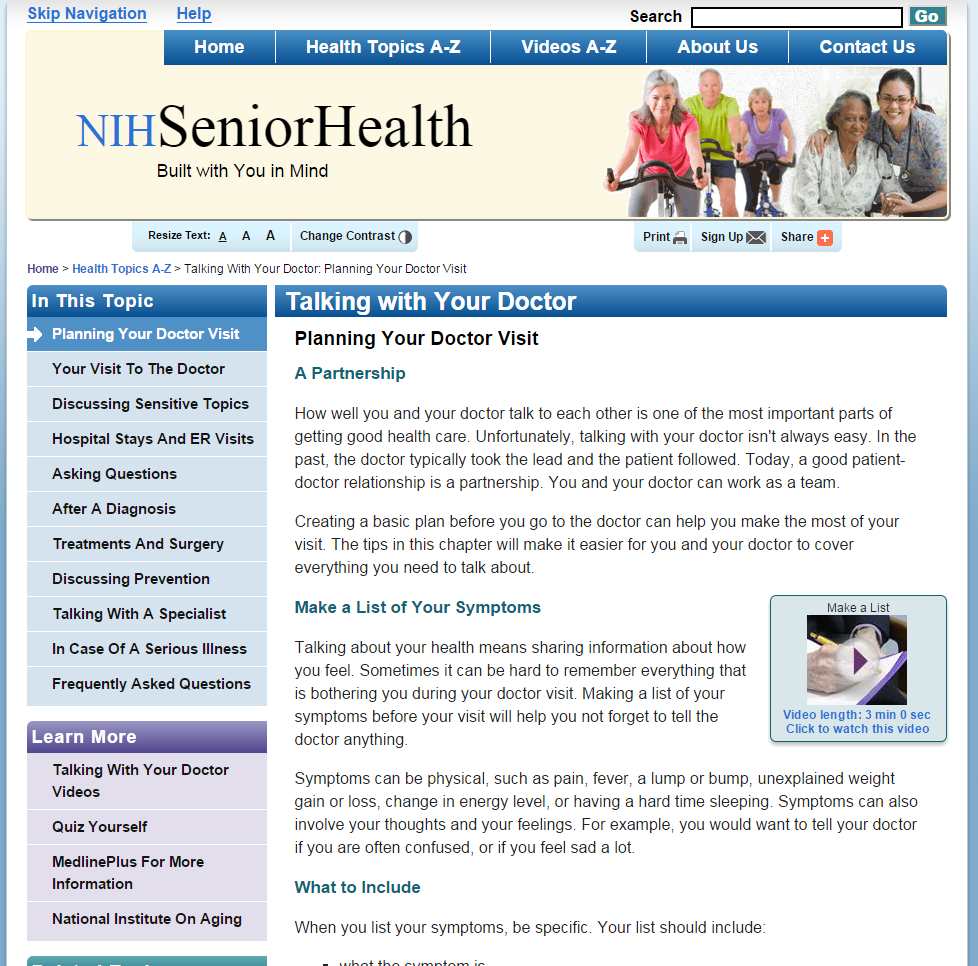 Skip Navigation Help
Search Go
Home Health Topics A-Z Videos A-Z About Us Contact Us
NIHSeniorHealth
Built with You in Mind
Resize Text: A A A Change Contrast Print Sign Up Share
Home > Health Topics A-Z > Talking With Your Doctor: Planning Your Doctor Visit
In This Topic
Planning Your Doctor Visit
Your Visit To The Doctor
Discussing Sensitive Topics
Hospital Stays And ER Visits
Asking Questions
After A Diagnosis
Treatments And Surgery
Discussing Prevention
Talking With A Specialist
In Case Of A Serious Illness
Frequently Asked Questions
Learn More
Talking With Your Doctor
Videos
Quiz Yourself
MedlinePlus For More
Information
National Institute On Aging
Talking with Your Doctor
Planning Your Doctor Visit
A Partnership
How well you and your doctor talk to each other is one of the most important parts of
getting good health care. Unfortunately, talking with your doctor isn't always easy. In the
past, the doctor typically took the lead and the patient followed. Today, a good patient-
doctor relationship is a partnership. You and your doctor can work as a team.
Creating a basic plan before you go to the doctor can help you make the most of your
visit. The tips in this chapter will make it easier for you and your doctor to cover
everything you need to talk about.
Make a List of Your Symptoms
Talking about your health means sharing information about how
you feel. Sometimes it can be hard to remember everything that
is bothering you during your doctor visit. Making a list of your
symptoms before your visit will help you not forget to tell the
doctor anything.
Make a List
Video length: 3 min 0 sec
Click to watch this video
Symptoms can be physical, such as pain, fever, a lump or bump, unexplained weight
gain or loss, change in energy level, or having a hard time sleeping. Symptoms can also
involve your thoughts and your feelings. For example, you would want to tell your doctor
if you are often confused, or if you feel sad a lot.
What to Include
When you list your symptoms, be specific. Your list should include:
what the symptom is